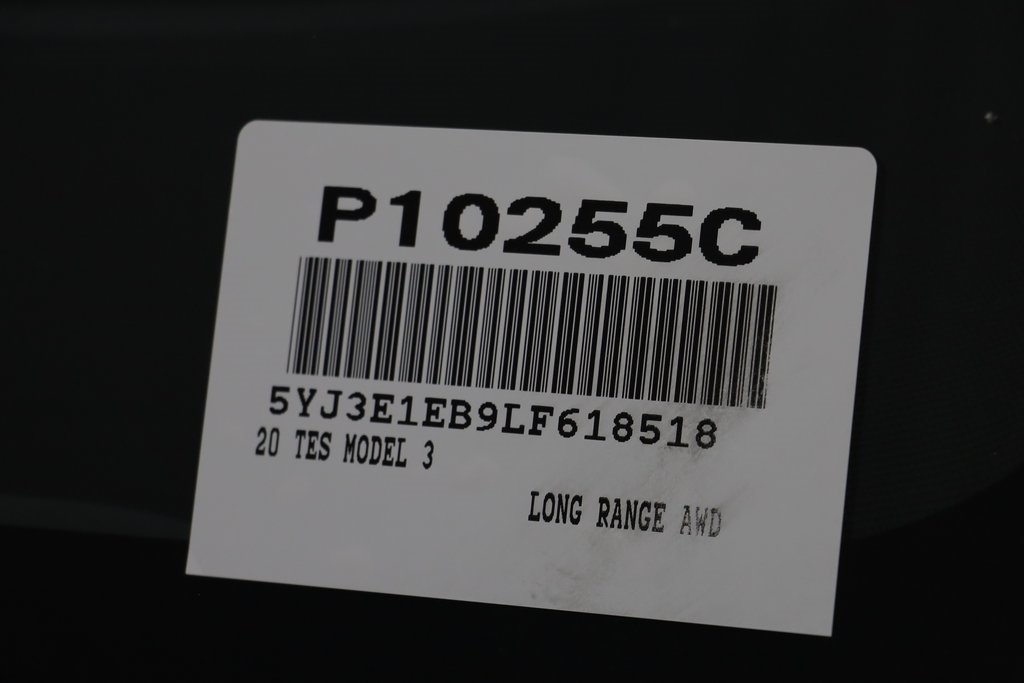 P10255C
5YJ3E1EB9LF618518
20 TES MODEL 3
LONG RANGE AWD